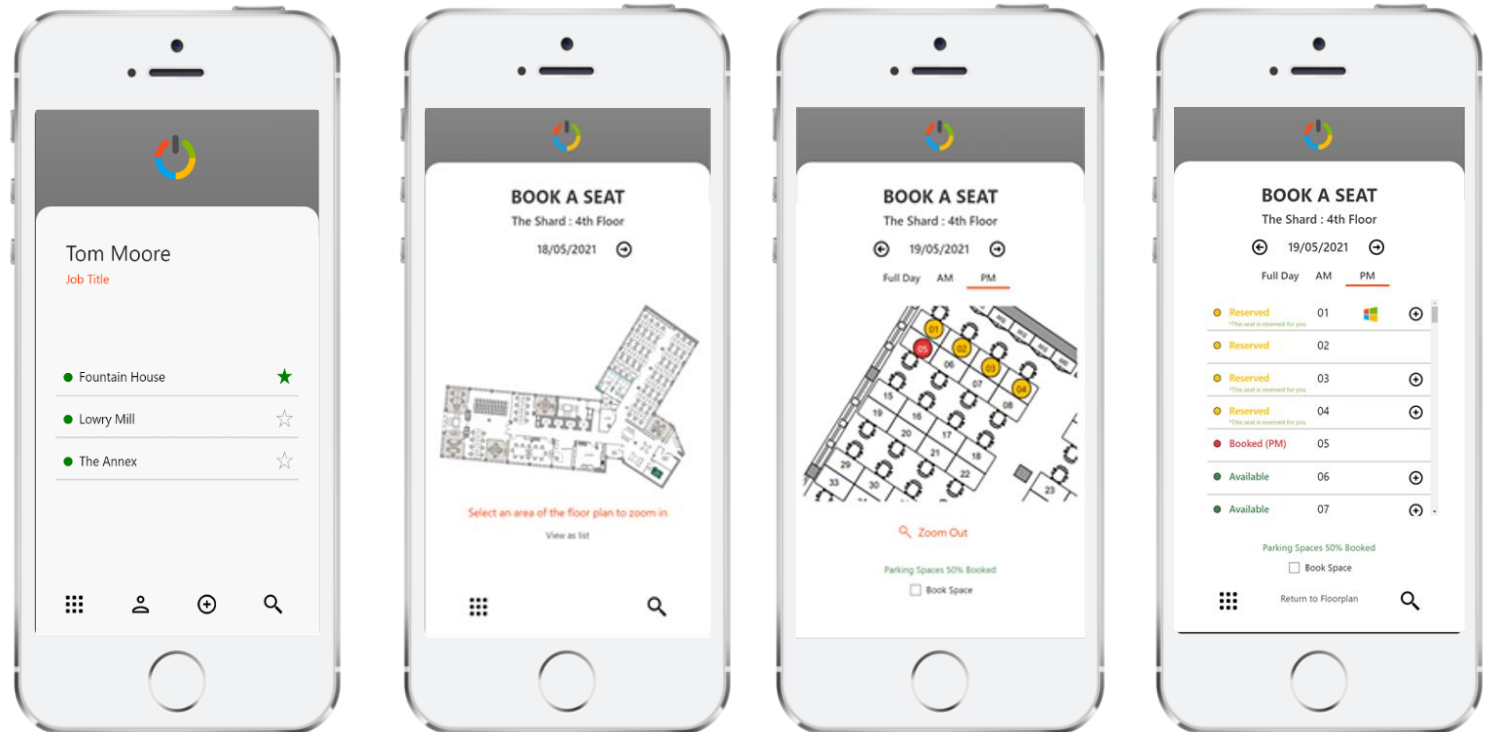 Tom Moore
Job Title
Fountain House
Lowry Mill
The Annex
BOOK A SEAT
The Shard : 4th Floor
18/05/2021
Select an area of the floor plan to zoom in
View as list
BOOK A SEAT
The Shard : 4th Floor
19/05/2021
Full Day AM PM
01
05 02
06 03
07 04
08
15
16
19 17
20 18
21
22
29
33 30 23
Zoom Out
Parking Spaces 50% Booked
Book Space
BOOK A SEAT
The Shard : 4th Floor
19/05/2021
Full Day AM PM
Reserved 01
*This seat is reserved for you
Reserved 02
Reserved 03
*This seat is reserved for you
Reserved 04
*This seat is reserved for you
Booked (PM) 05
Available 06
Available 07
Parking Spaces 50% Booked
Book Space
Return to Floorplan